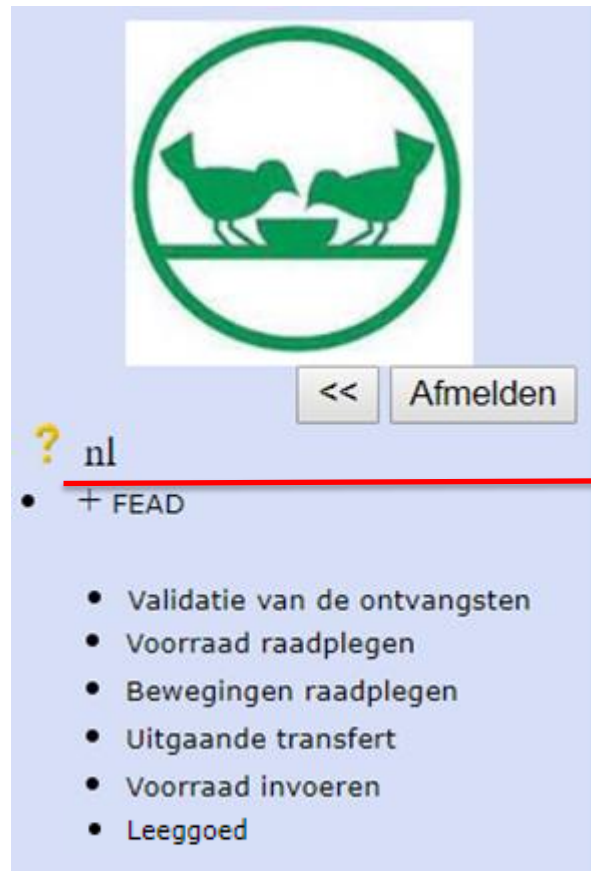 << Afmelden
? nl
+ FEAD
Validatie van de ontvangsten
Voorraad raadplegen
Bewegingen raadplegen
Uitgaande transfert
Voorraad invoeren
Leeggoed